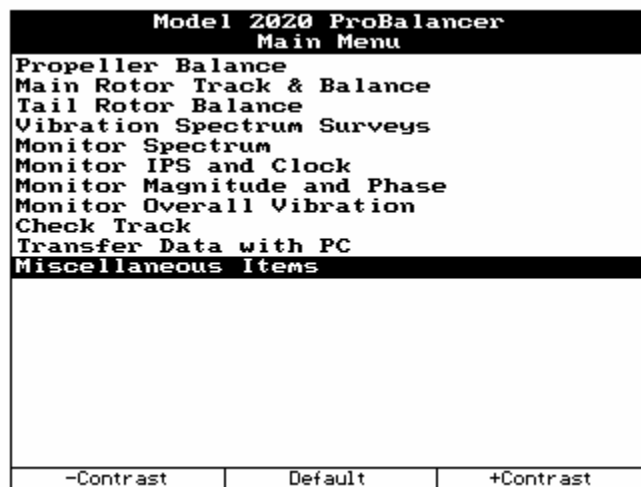 Model 2020 ProBalancer
Main Menu
Propeller Balance
Main Rotor Track & Balance
Tail Rotor Balance
Vibration Spectrum Surveys
Monitor Spectrum
Monitor IPS and Clock
Monitor Magnitude and Phase
Monitor Overall Vibration
Check Track
Transfer Data with PC
Miscellaneous Items
-Contrast Default +Contrast